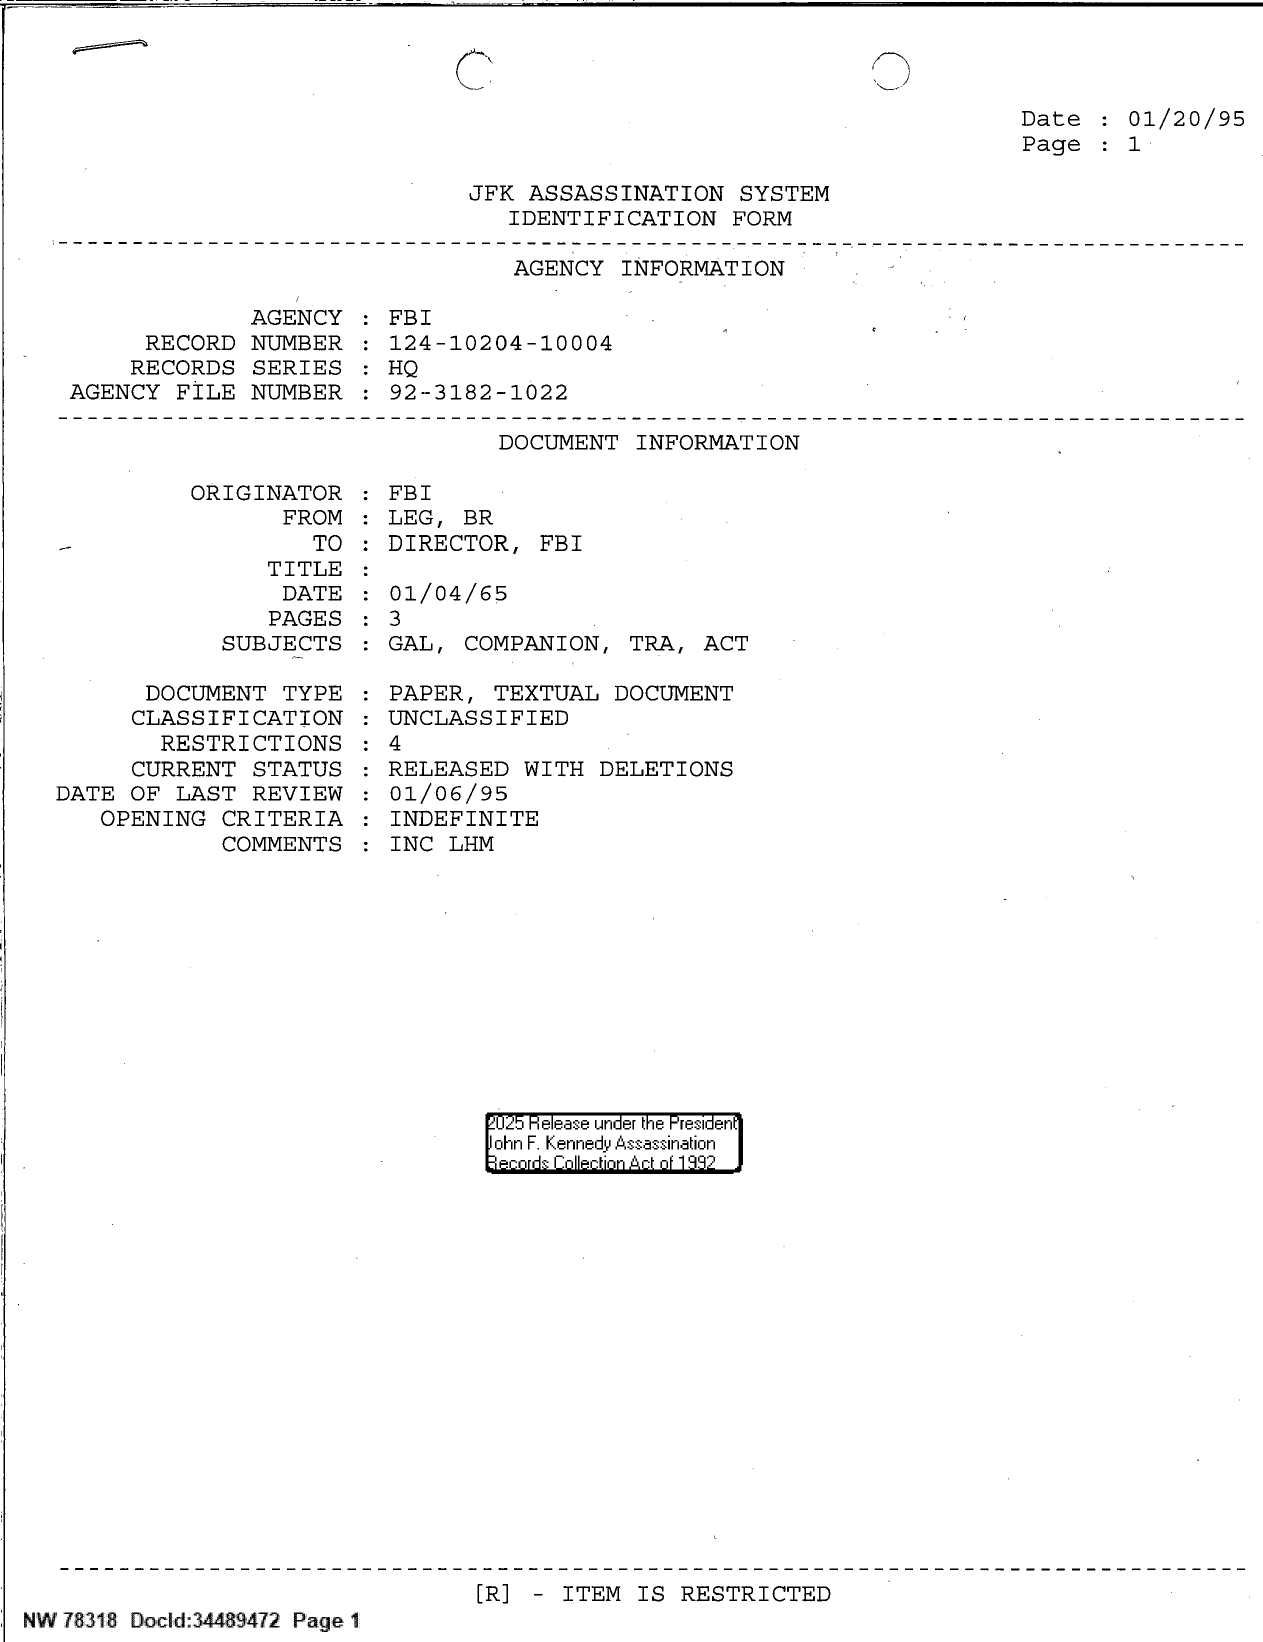 Date : 01/20/95
Page : 1
JFK ASSASSINATION SYSTEM
IDENTIFICATION FORM
AGENCY INFORMATION
AGENCY : FBI
RECORD NUMBER : 124-10204-10004
RECORDS SERIES : HQ
AGENCY FILE NUMBER : 92-3182-1022
DOCUMENT INFORMATION
ORIGINATOR : FBI
FROM : LEG, BR
TO : DIRECTOR, FBI
TITLE :
DATE : 01/04/65
PAGES : 3
SUBJECTS : GAL, COMPANION, TRA, ACT
DOCUMENT TYPE : PAPER, TEXTUAL DOCUMENT
CLASSIFICATION : UNCLASSIFIED
RESTRICTIONS : 4
CURRENT STATUS : RELEASED WITH DELETIONS
DATE OF LAST REVIEW : 01/06/95
OPENING CRITERIA : INDEFINITE
COMMENTS : INC LHM
2025 Release under the President
John F. Kennedy Assassination
Records Collection Act of 1992
[R] - ITEM IS RESTRICTED
NW 78318 DocId:34489472 Page 1